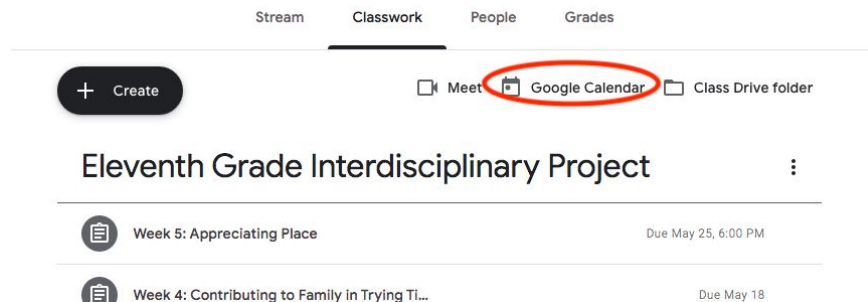 Stream Classwork People Grades
+ Create Meet Google Calendar Class Drive folder
Eleventh Grade Interdisciplinary Project
Week 5: Appreciating Place Due May 25, 6:00 PM
Week 4: Contributing to Family in Trying Ti... Due May 18